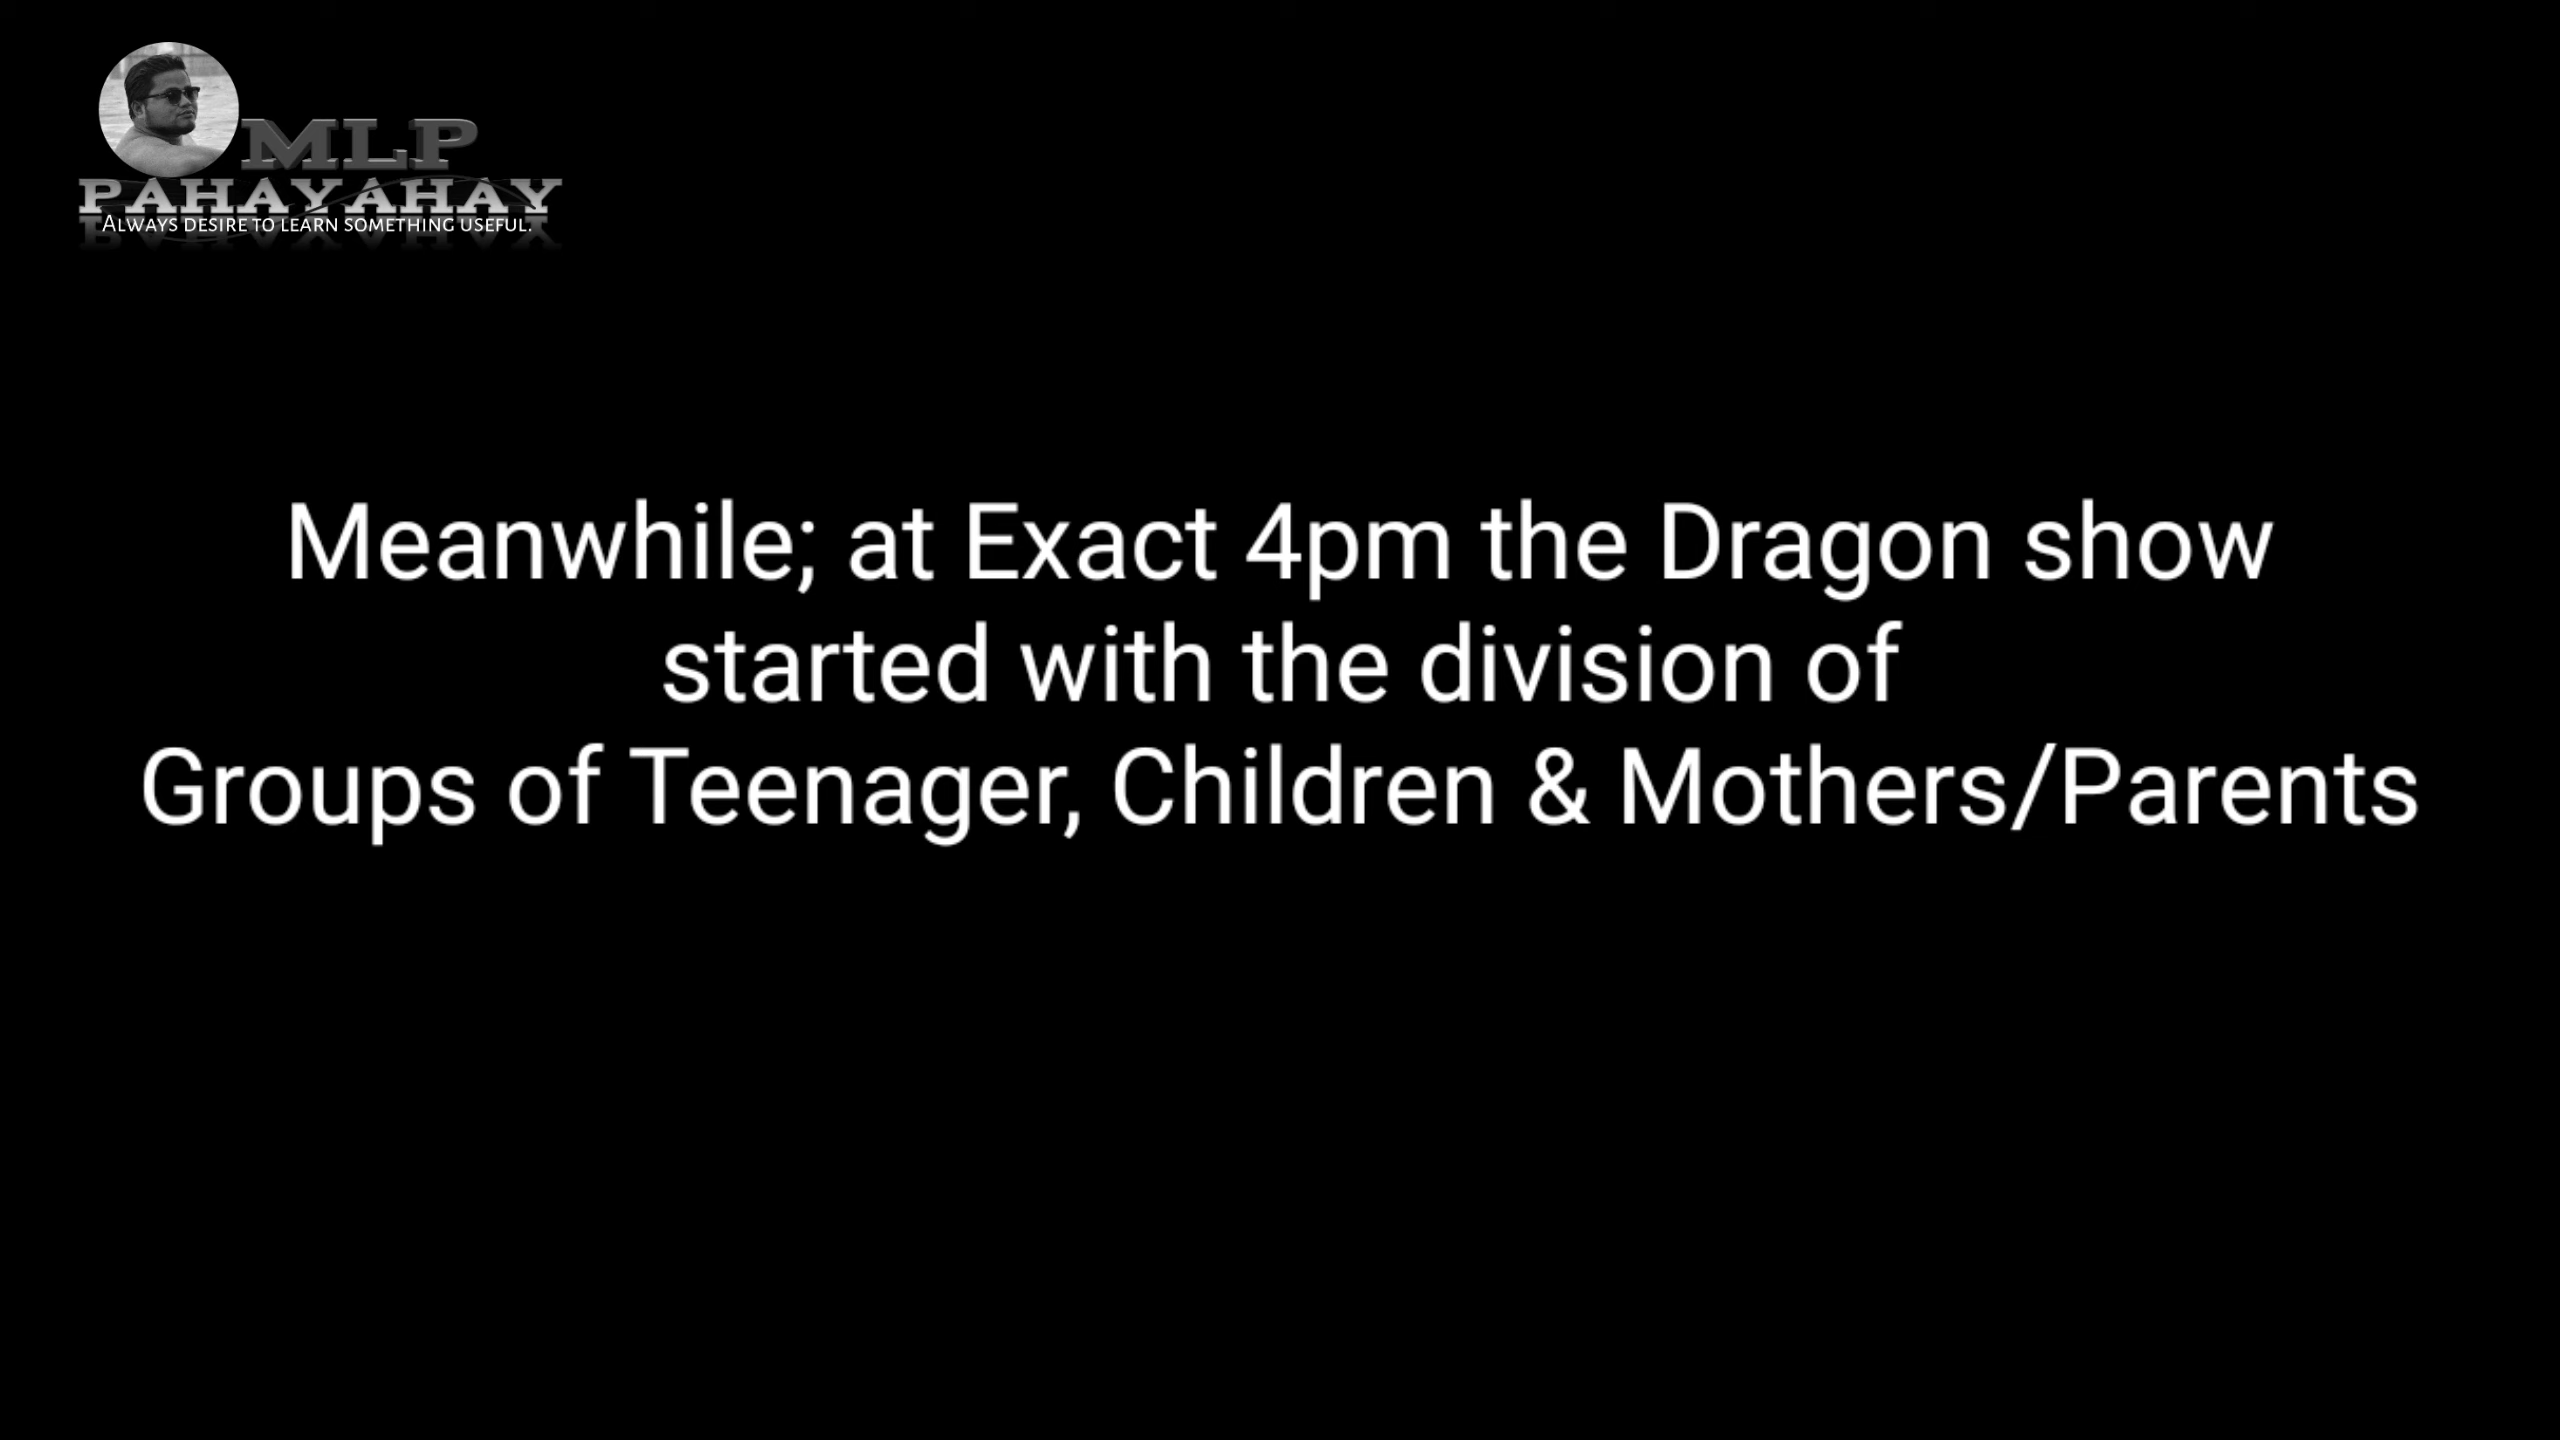 MLP
PAHAYAHAY
ALWAYS DESIRE TO LEARN SOMETHING USEFUL.
Meanwhile; at Exact 4pm the Dragon show
started with the division of
Groups of Teenager, Children & Mothers/Parents